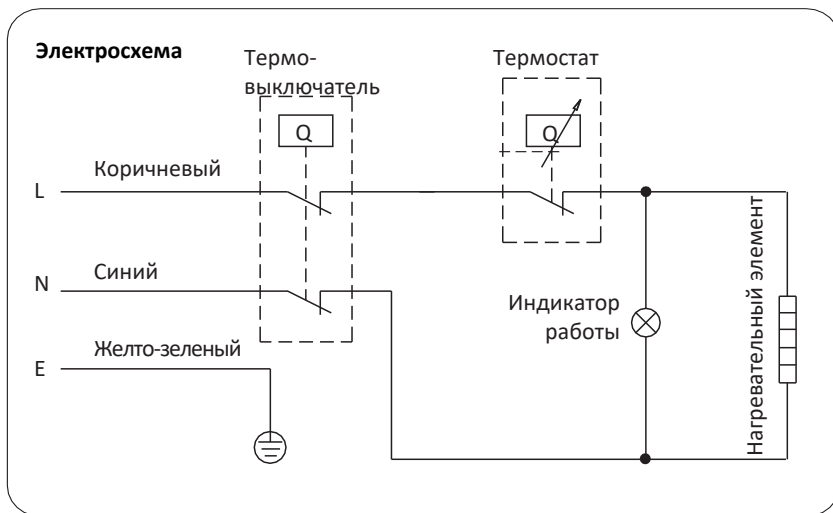 Электросхема
Термо-
выключатель
Термостат
Q
Q
Коричневый
L
Синий
N
Индикатор
работы
Нагревательный элемент
Желто-зеленый
E